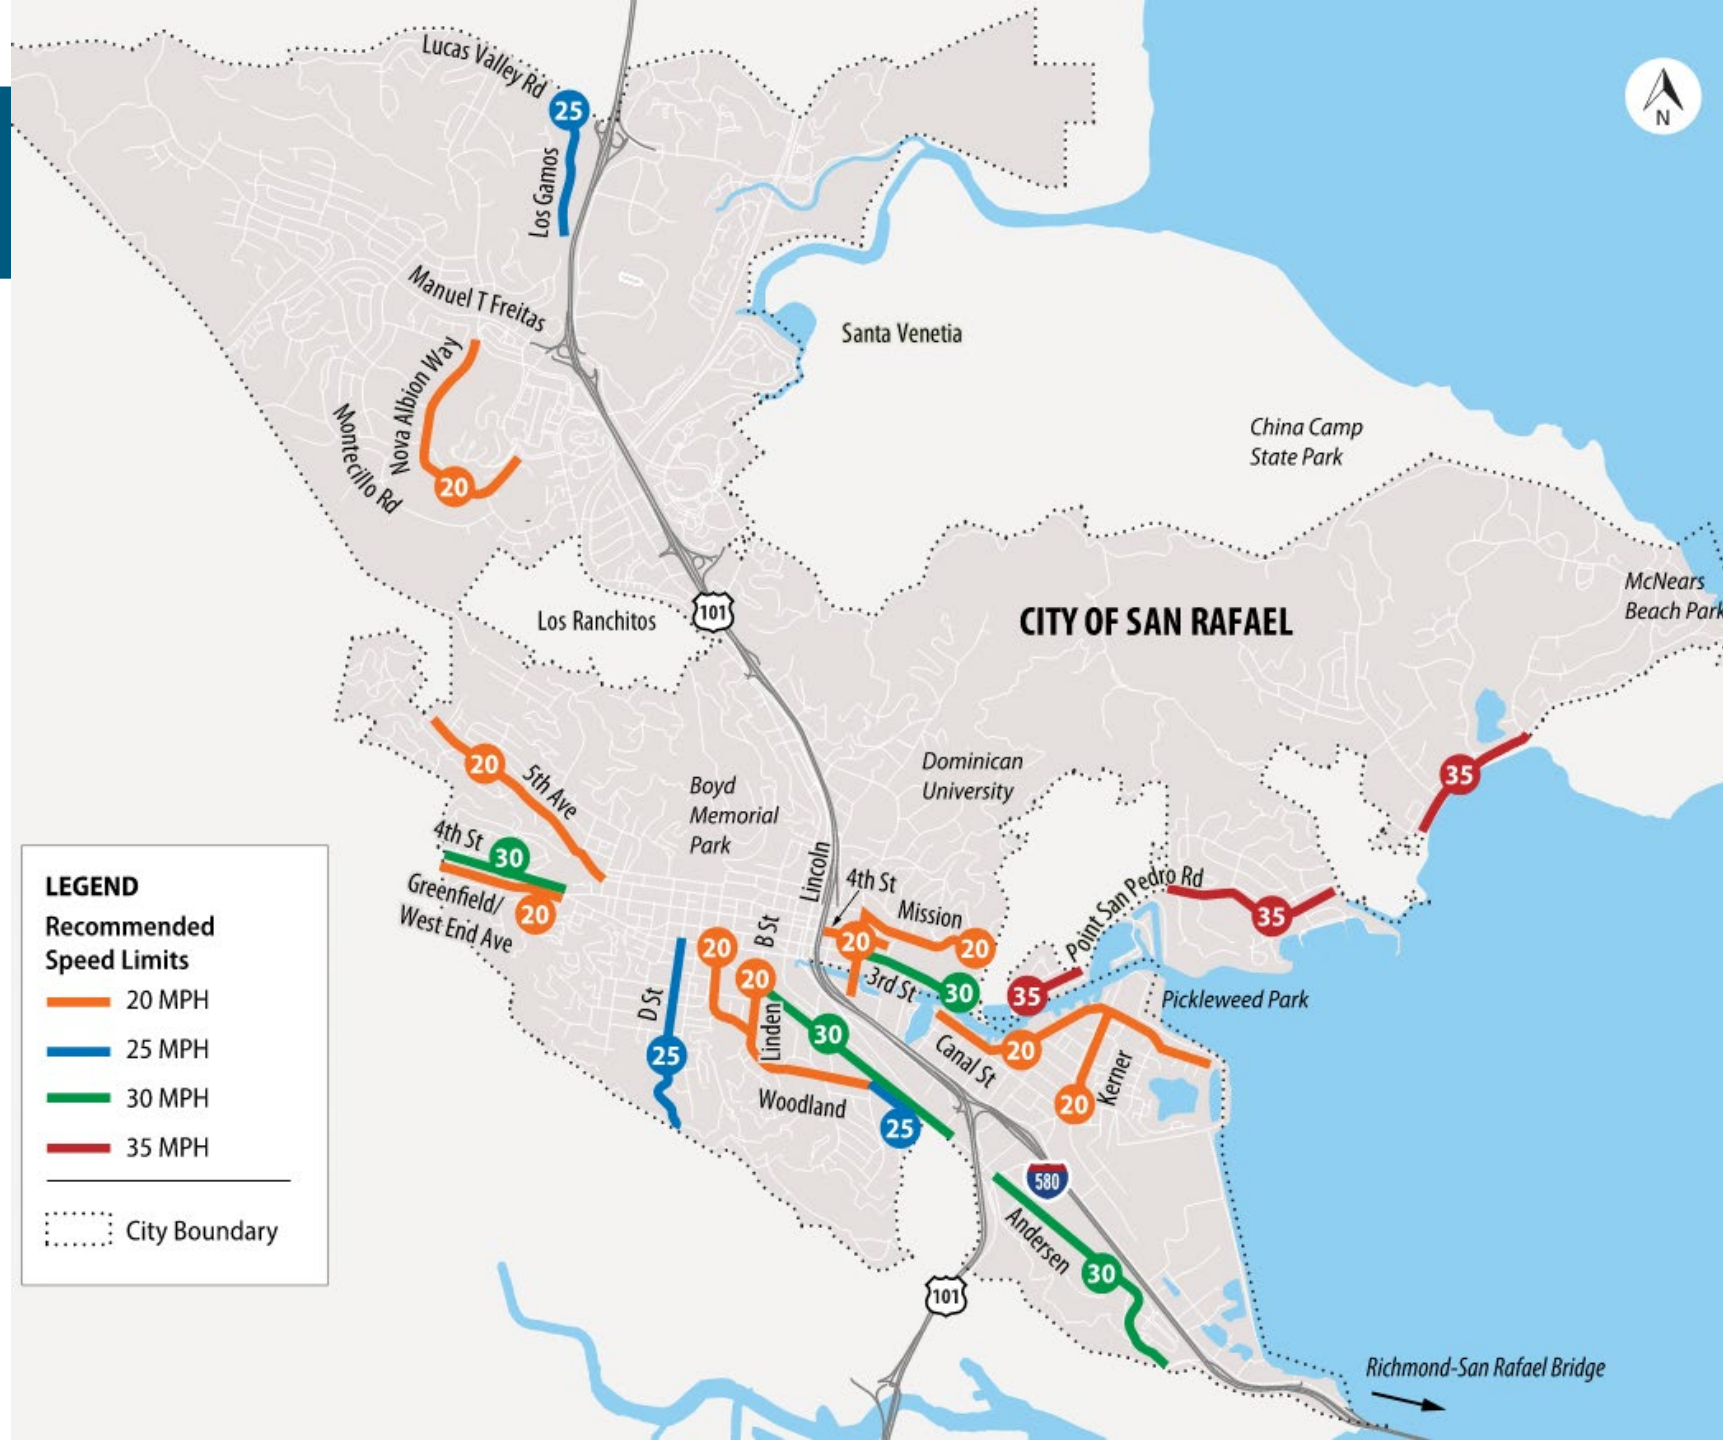 Lucas Valley Rd
25
Los Gamos
N
Manuel T Freitas
Santa Venetia
Nova Albion Way
Montecillo Rd
20
China Camp
State Park
McNears
Beach Park
Los Ranchitos
101
CITY OF SAN RAFAEL
20
5th Ave
Boyd
Memorial
Park
Dominican
University
35
4th St
30
Greenfield/
West End Ave
20
Lincoln
4th St
Mission
20
20
Point San Pedro Rd
35
35
3rd St
30
B St
20
20
D St
25
Linden
30
Woodland
25
Canal St
20
Kerner
20
Pickleweed Park
580
Andersen
30
101
Richmond-San Rafael Bridge
LEGEND
Recommended
Speed Limits
20 MPH
25 MPH
30 MPH
35 MPH
City Boundary